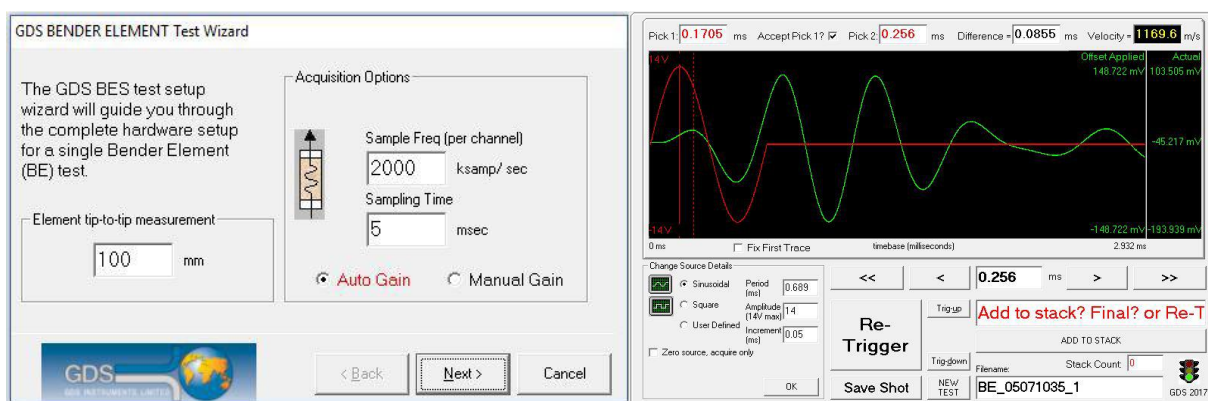 GDS BENDER ELEMENT Test Wizard
The GDS BES test setup
wizard will guide you through
the complete hardware setup
for a single Bender Element
(BE) test.
Element tip-to-tip measurement
100 mm
Acquisition Options
Sample Freq (per channel)
2000 ksamp/ sec
Sampling Time
5 msec
Auto Gain Manual Gain
GDS
GDS INSTRUMENTS LIMITED
< Back Next > Cancel
Pick 1: 0.1705 ms Accept Pick 1? Pick 2: 0.256 ms Difference = 0.0855 ms Velocity = 1169.6 m/s
14V Offset Applied Actual
148.722 mV 103.505 mV
-45.217 mV
-14V -148.722 mV -193.939 mV
0 ms Fix First Trace timebase (milliseconds) 2.932 ms
Change Source Details
Sinusoidal
Square
User Defined
Period (ms) 0.689
Amplitude (14V max) 14
Increment (ms) 0.05
Zero source, acquire only
OK
<< < 0.256 ms > >>
Re-
Trigger
Save Shot
Trig-up
Trig-down
NEW
TEST
Add to stack? Final? or Re-T
ADD TO STACK
Stack Count 0
Filename:
BE_05071035_1
GDS 2017